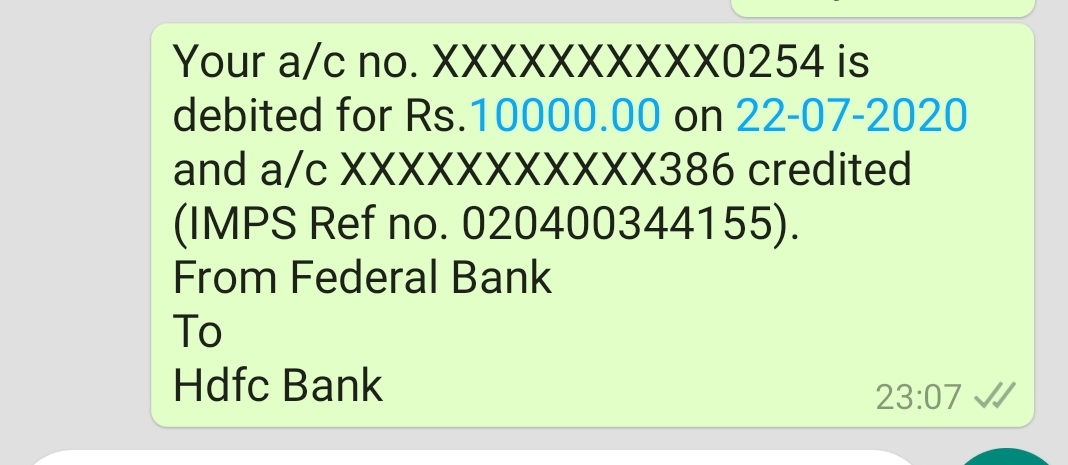 Your a/c no. XXXXXXXXXX0254 is
debited for Rs.10000.00 on 22-07-2020
and a/c XXXXXXXXXXX386 credited
(IMPS Ref no. 020400344155).
From Federal Bank
To
Hdfc Bank
23:07